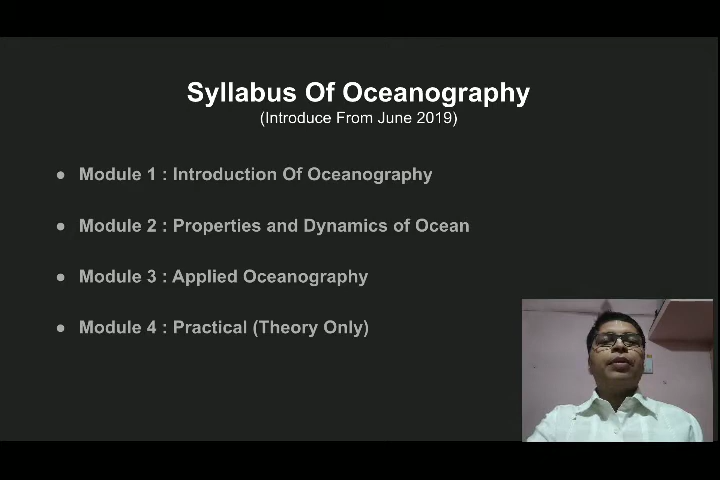 Syllabus Of Oceanography
(Introduce From June 2019)
● Module 1 : Introduction Of Oceanography
● Module 2 : Properties and Dynamics of Ocean
● Module 3 : Applied Oceanography
● Module 4 : Practical (Theory Only)